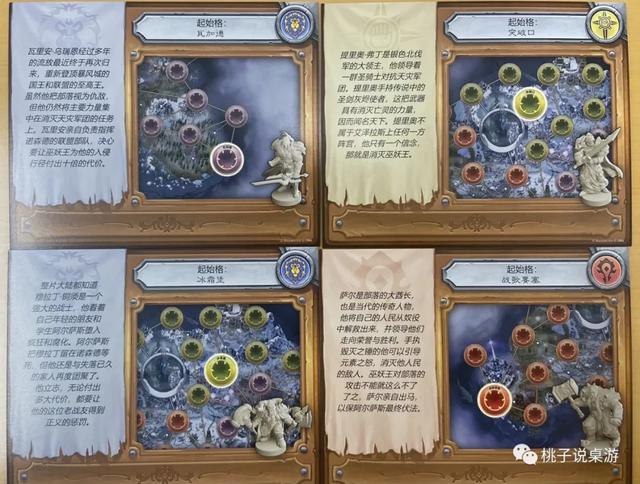 起始格:
瓦加德
瓦里安·乌瑞恩经过多年
的流放最近终于再次归
来，重新登顶暴风城的
国王和联盟的至高王。
虽然他把部落视为仇敌，
但他仍然将主要力量集
中在消灭天灾军团的任务
上。瓦里安亲自负责指挥
诺森德的联盟部队，决心
要让巫妖王为他的入侵
行径付出十倍的代价。
起始格:
灾岐口
提里奥·弗丁是银色北伐
军的大领主，他领导着
一群圣骑士对抗天灾军
团，提里奥手持传说中的
圣剑灰烬使者，这把武器
具有消灭亡灵的力量，
因而闻名天下。提里奥不
属于艾泽拉斯上任何一方
阵营，他只有一个信念，
那就是消灭巫妖王。
起始格:
冰霜堡
整片大陆都知道
穆拉丁·铜须是一个
强大的战士，他看着
自己年轻的朋友和
学生阿尔萨斯堕入
疯狂和腐化。阿尔萨斯
把穆拉丁留在诺森德等
死，但他还是与失落已久
的家人再度团聚了。
他立志，无论付出
多大代价，都要让
他的这位老战友得到
正义的惩罚。
起始格:
战歌要塞
萨尔是部落的大酋长，
也是当代的传奇人物，
他将自己的人民从奴役
中解救出来，并领导他们
走向荣誉与胜利。手执
毁灭之锤的他可以引导
元素之怒，消灭他人民
的敌人。巫妖王对部落的
攻击不能就这么不了
了之，萨尔亲自出马，
以保阿尔萨斯最终伏法。
桃子说桌游